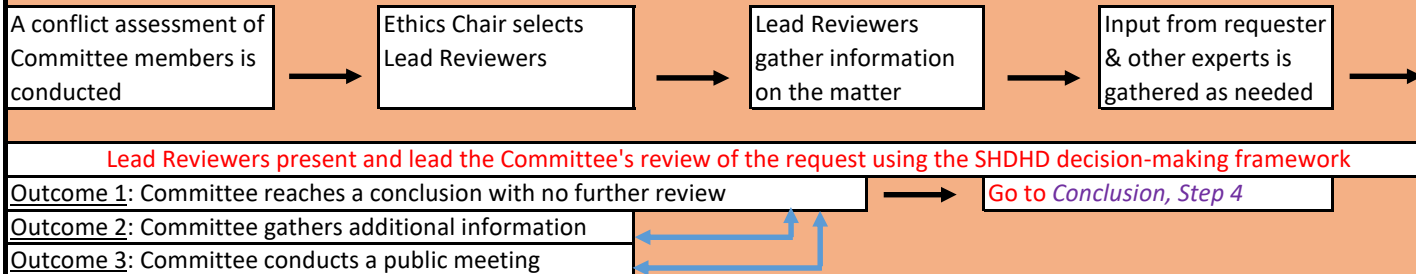 A conflict assessment of
Committee members is
conducted
Ethics Chair selects
Lead Reviewers
Lead Reviewers
gather information
on the matter
Input from requester
& other experts is
gathered as needed
Lead Reviewers present and lead the Committee's review of the request using the SHDHD decision-making framework
Outcome 1: Committee reaches a conclusion with no further review
Go to Conclusion, Step 4
Outcome 2: Committee gathers additional information
Outcome 3: Committee conducts a public meeting